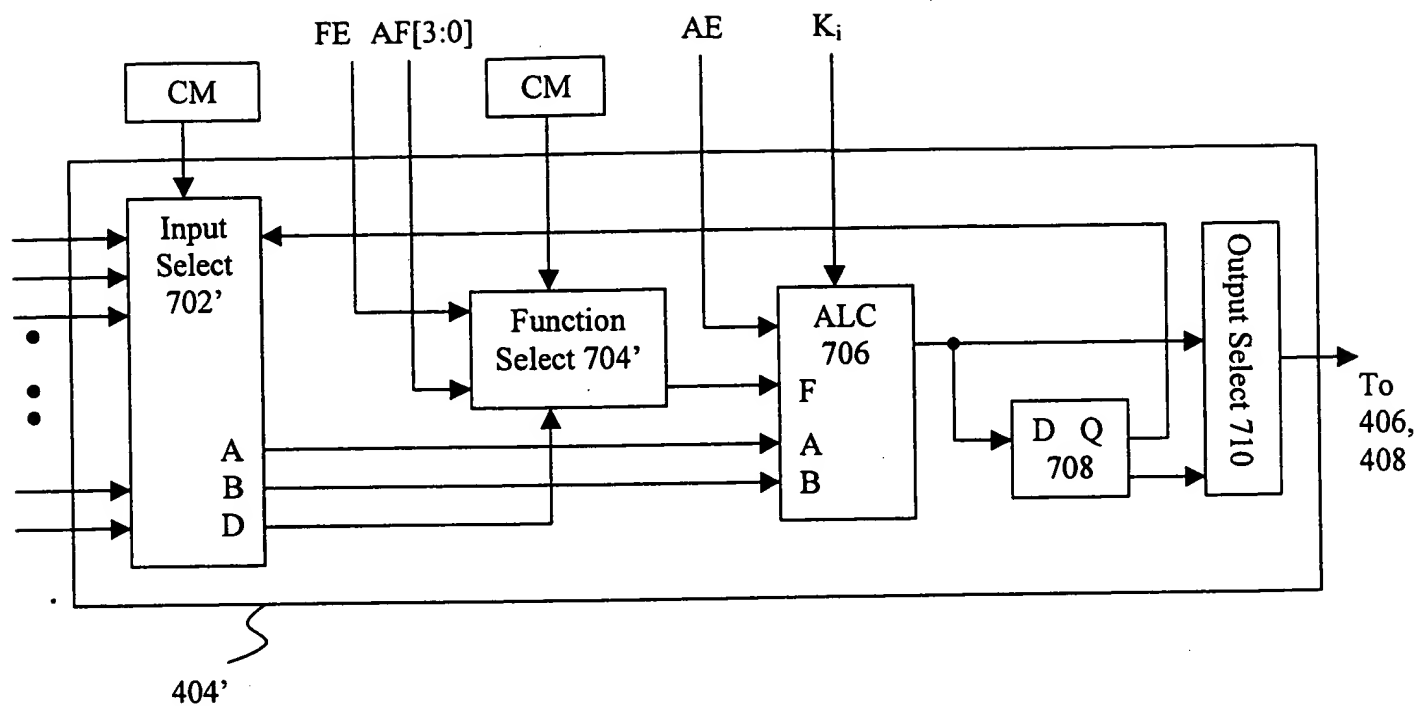 FE AF[3:0]
AE
Ki
CM
CM
Input
Select
702’
A
B
D
Function
Select 704’
ALC
706
F
A
B
D Q
708
Output Select 710
To
406,
408
404’